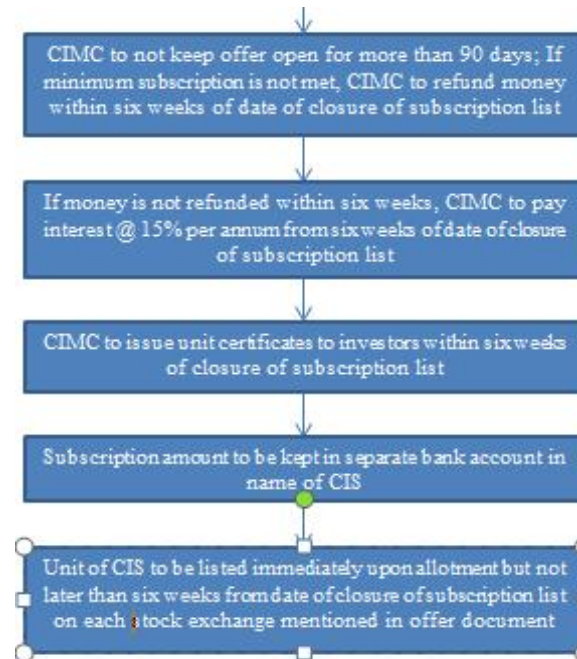 CIMC to not keep offer open for more than 90 days; If
minimum subscription is not met, CIMC to refund money
within six weeks of date of closure of subscription list
If money is not refunded within six weeks, CIMC to pay
interest @ 15% per annum from six weeks of date of closure
of subscription list
CIMC to issue unit certificates to investors within six weeks
of closure of subscription list
Subscription amount to be kept in separate bank account in
name of CIS
Unit of CIS to be listed immediately upon allotment but not
later than six weeks from date of closure of subscription list
on each stock exchange mentioned in offer document